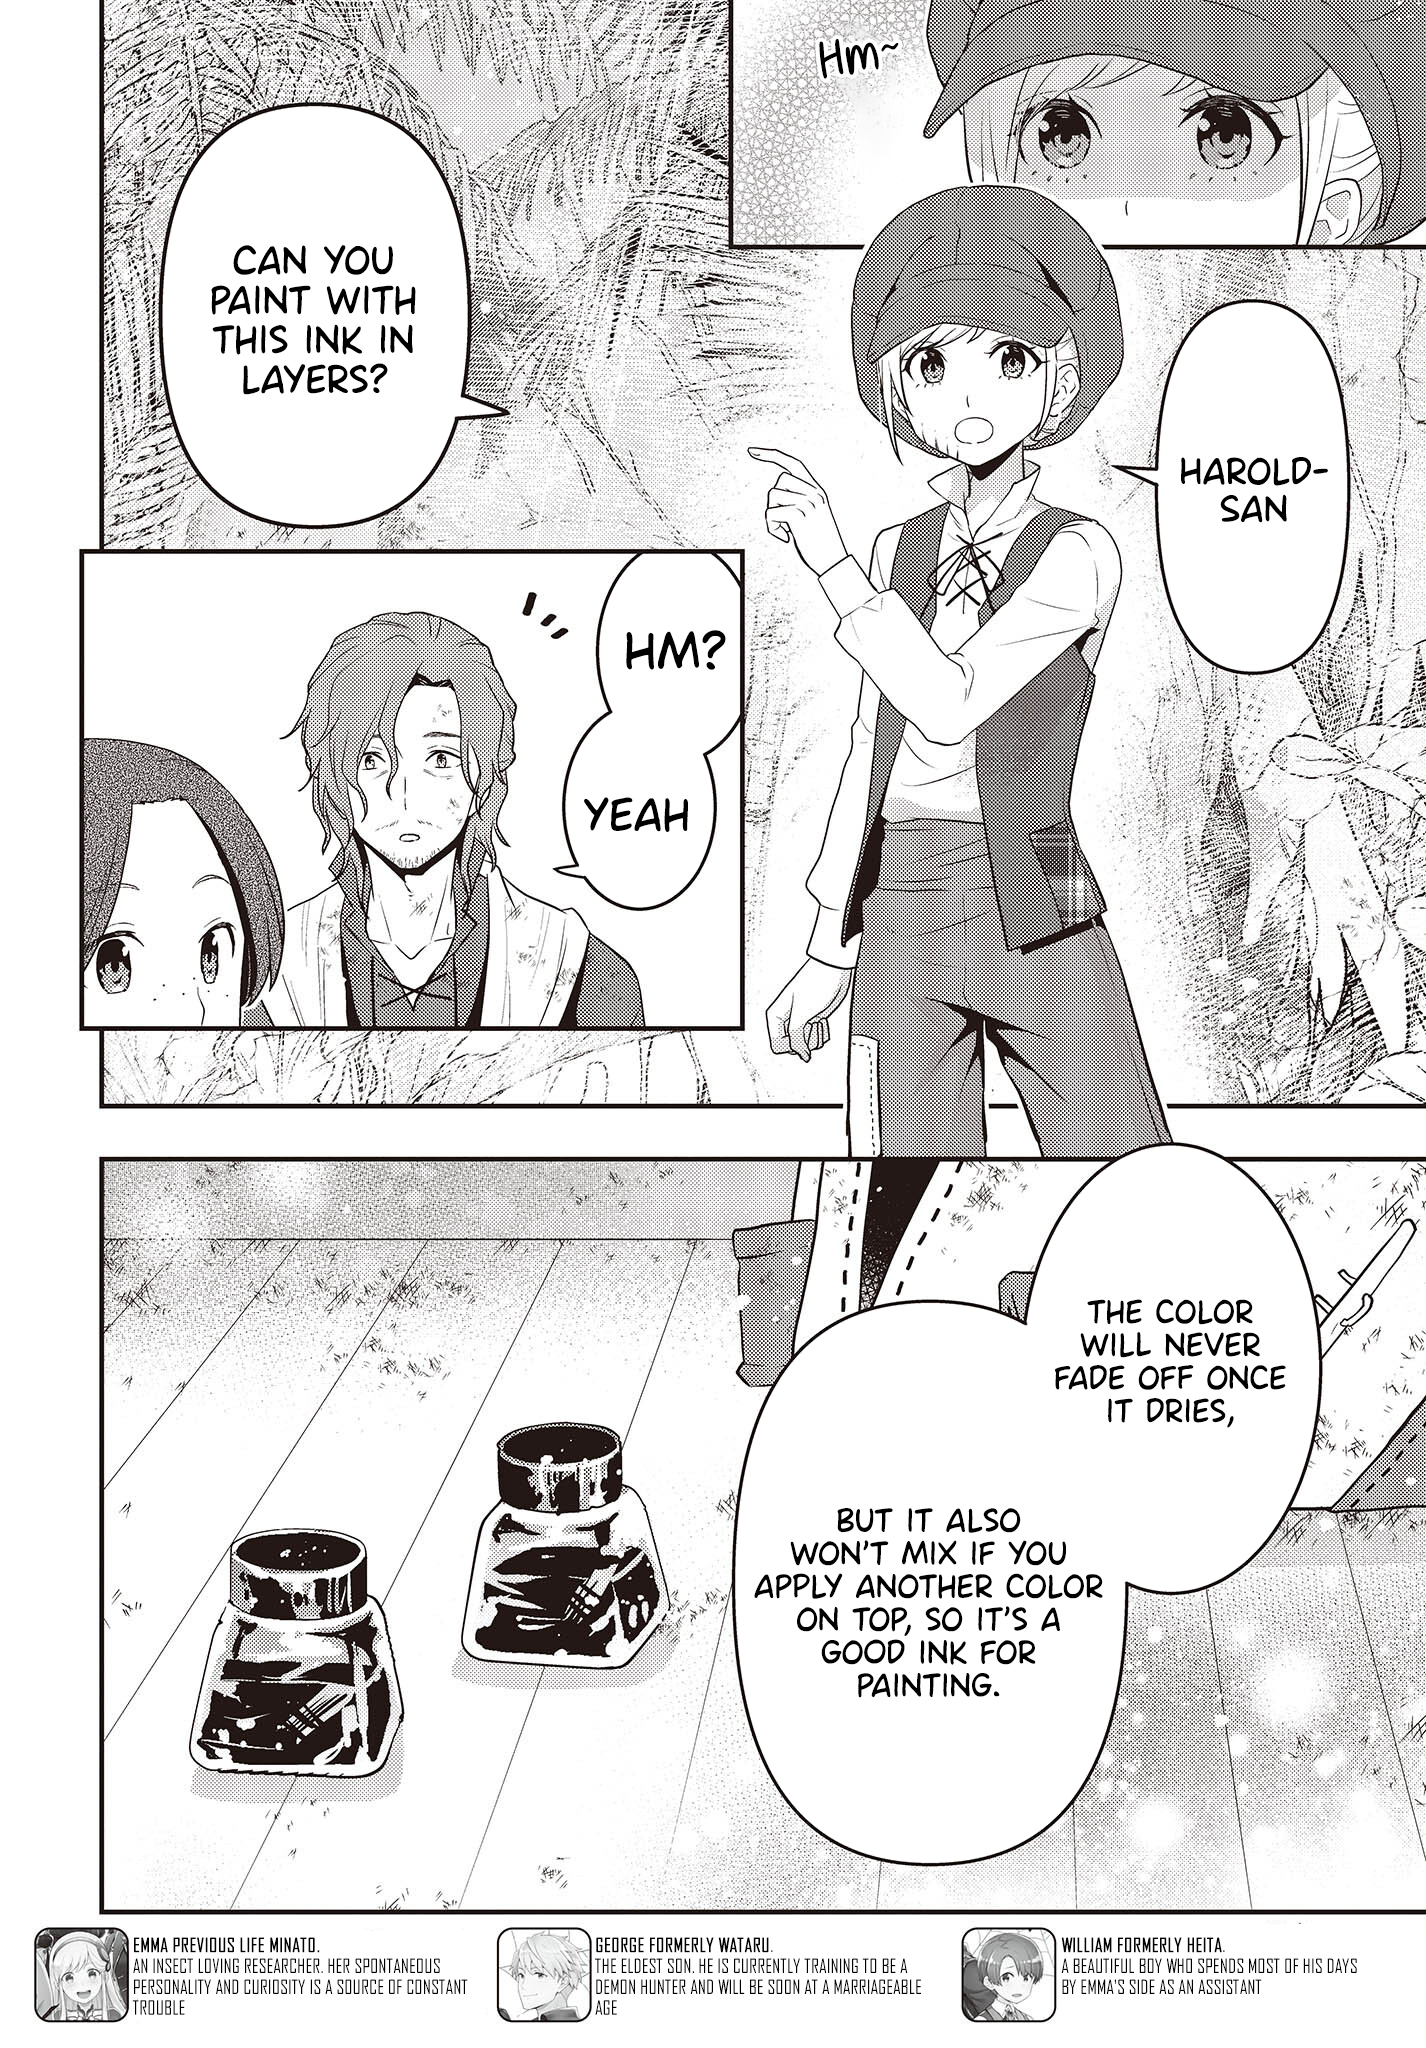 Hm~
HAROLD-
SAN
CAN YOU
PAINT WITH
THIS INK IN
LAYERS?
HM?
YEAH
THE COLOR
WILL NEVER
FADE OFF ONCE
IT DRIES,
BUT IT ALSO
WON'T MIX IF YOU
APPLY ANOTHER COLOR
ON TOP, SO IT'S A
GOOD INK FOR
PAINTING.
EMMA PREVIOUS LIFE MINATO.
AN INSECT LOVING RESEARCHER. HER SPONTANEOUS
PERSONALITY AND CURIOSITY IS A SOURCE OF CONSTANT
TROUBLE
GEORGE FORMERLY WATARU.
THE ELDEST SON. HE IS CURRENTLY TRAINING TO BE A
DEMON HUNTER AND WILL BE SOON AT A MARRIAGEABLE
AGE
WILLIAM FORMERLY HEITA.
A BEAUTIFUL BOY WHO SPENDS MOST OF HIS DAYS
BY EMMA'S SIDE AS AN ASSISTANT